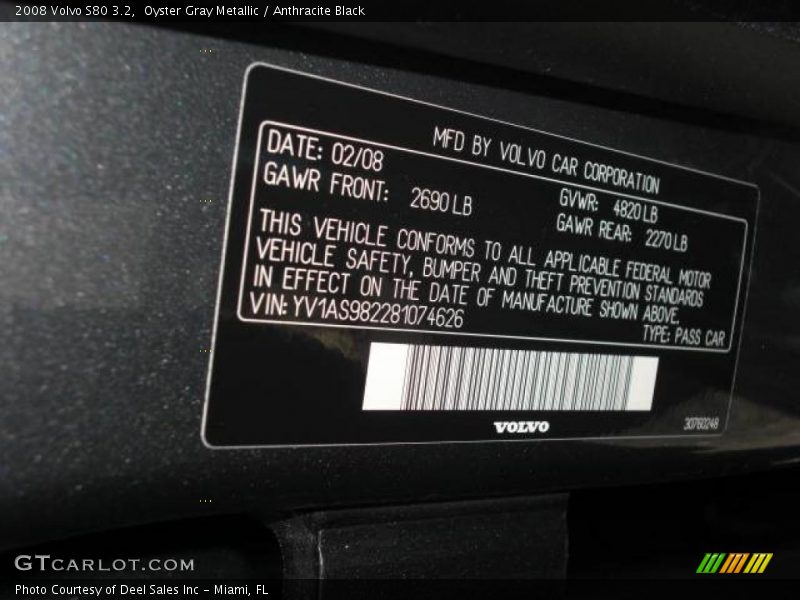 2008 Volvo S80 3.2, Oyster Gray Metallic / Anthracite Black
MFD BY VOLVO CAR CORPORATION
DATE: 02/08
GVWR: 4820 LB
GAWR FRONT: 2690 LB
GAWR REAR: 2270 LB
THIS VEHICLE CONFORMS TO ALL APPLICABLE FEDERAL MOTOR
VEHICLE SAFETY, BUMPER AND THEFT PREVENTION STANDARDS
IN EFFECT ON THE DATE OF MANUFACTURE SHOWN ABOVE.
VIN: YV1AS982281074626
TYPE: PASS CAR
VOLVO
30760248
GTCARLOT.COM
Photo Courtesy of Deel Sales Inc - Miami, FL